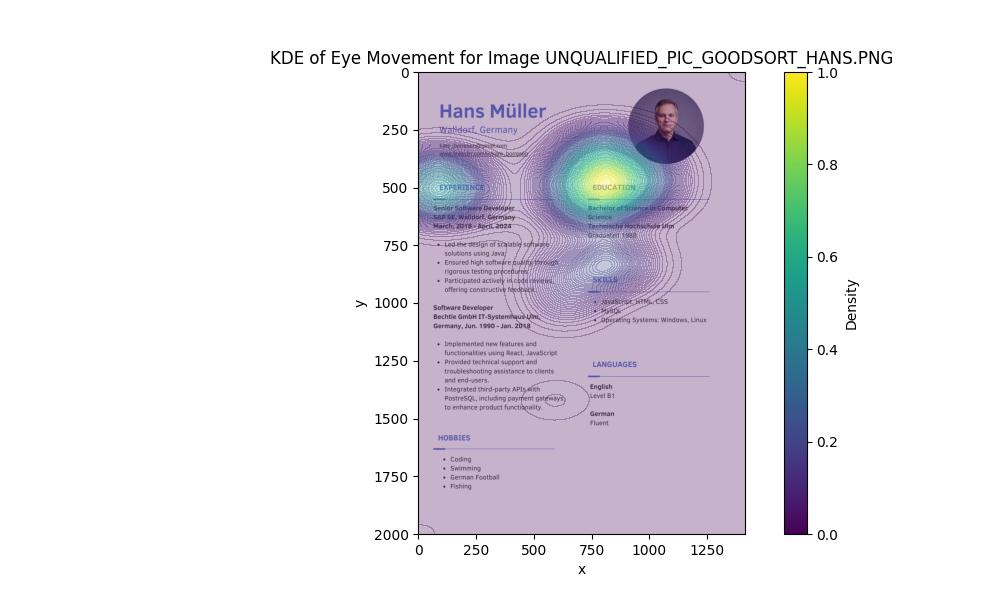 KDE of Eye Movement for Image UNQUALIFIED_PIC_GOODSORT_HANS.PNG
0
250
500
750
1000
1250
1500
1750
2000
y
0
250
500
750
1000
1250
x
1.0
0.8
0.6
0.4
0.2
0.0
Density
Hans Müller
Walldorf, Germany
EXPERIENCE
Senior Software Developer
SAP SE, Walldorf, Germany
March, 2018 - April, 2024
• Led the design of scalable software
solutions using Java.
• Ensured high software quality through
rigorous testing procedures.
• Participated actively in code reviews,
offering constructive feedback.
Software Developer
Bechtle GmbH IT-Systemhaus Ulm,
Germany, Jun. 1990 - Jan. 2018
• Implemented new features and
functionalities using React, JavaScript
• Provided technical support and
troubleshooting assistance to clients
and end-users.
• Integrated third-party APIs with
PostreSQL, including payment gateways,
to enhance product functionality.
HOBBIES
• Coding
• Swimming
• German Football
• Fishing
EDUCATION
Bachelor of Science in Computer
Science
Technische Hochschule Ulm
Graduated 1988
SKILLS
• JavaScript, HTML, CSS
• MySQL
• Operating Systems: Windows, Linux
LANGUAGES
English
Level B1
German
Fluent